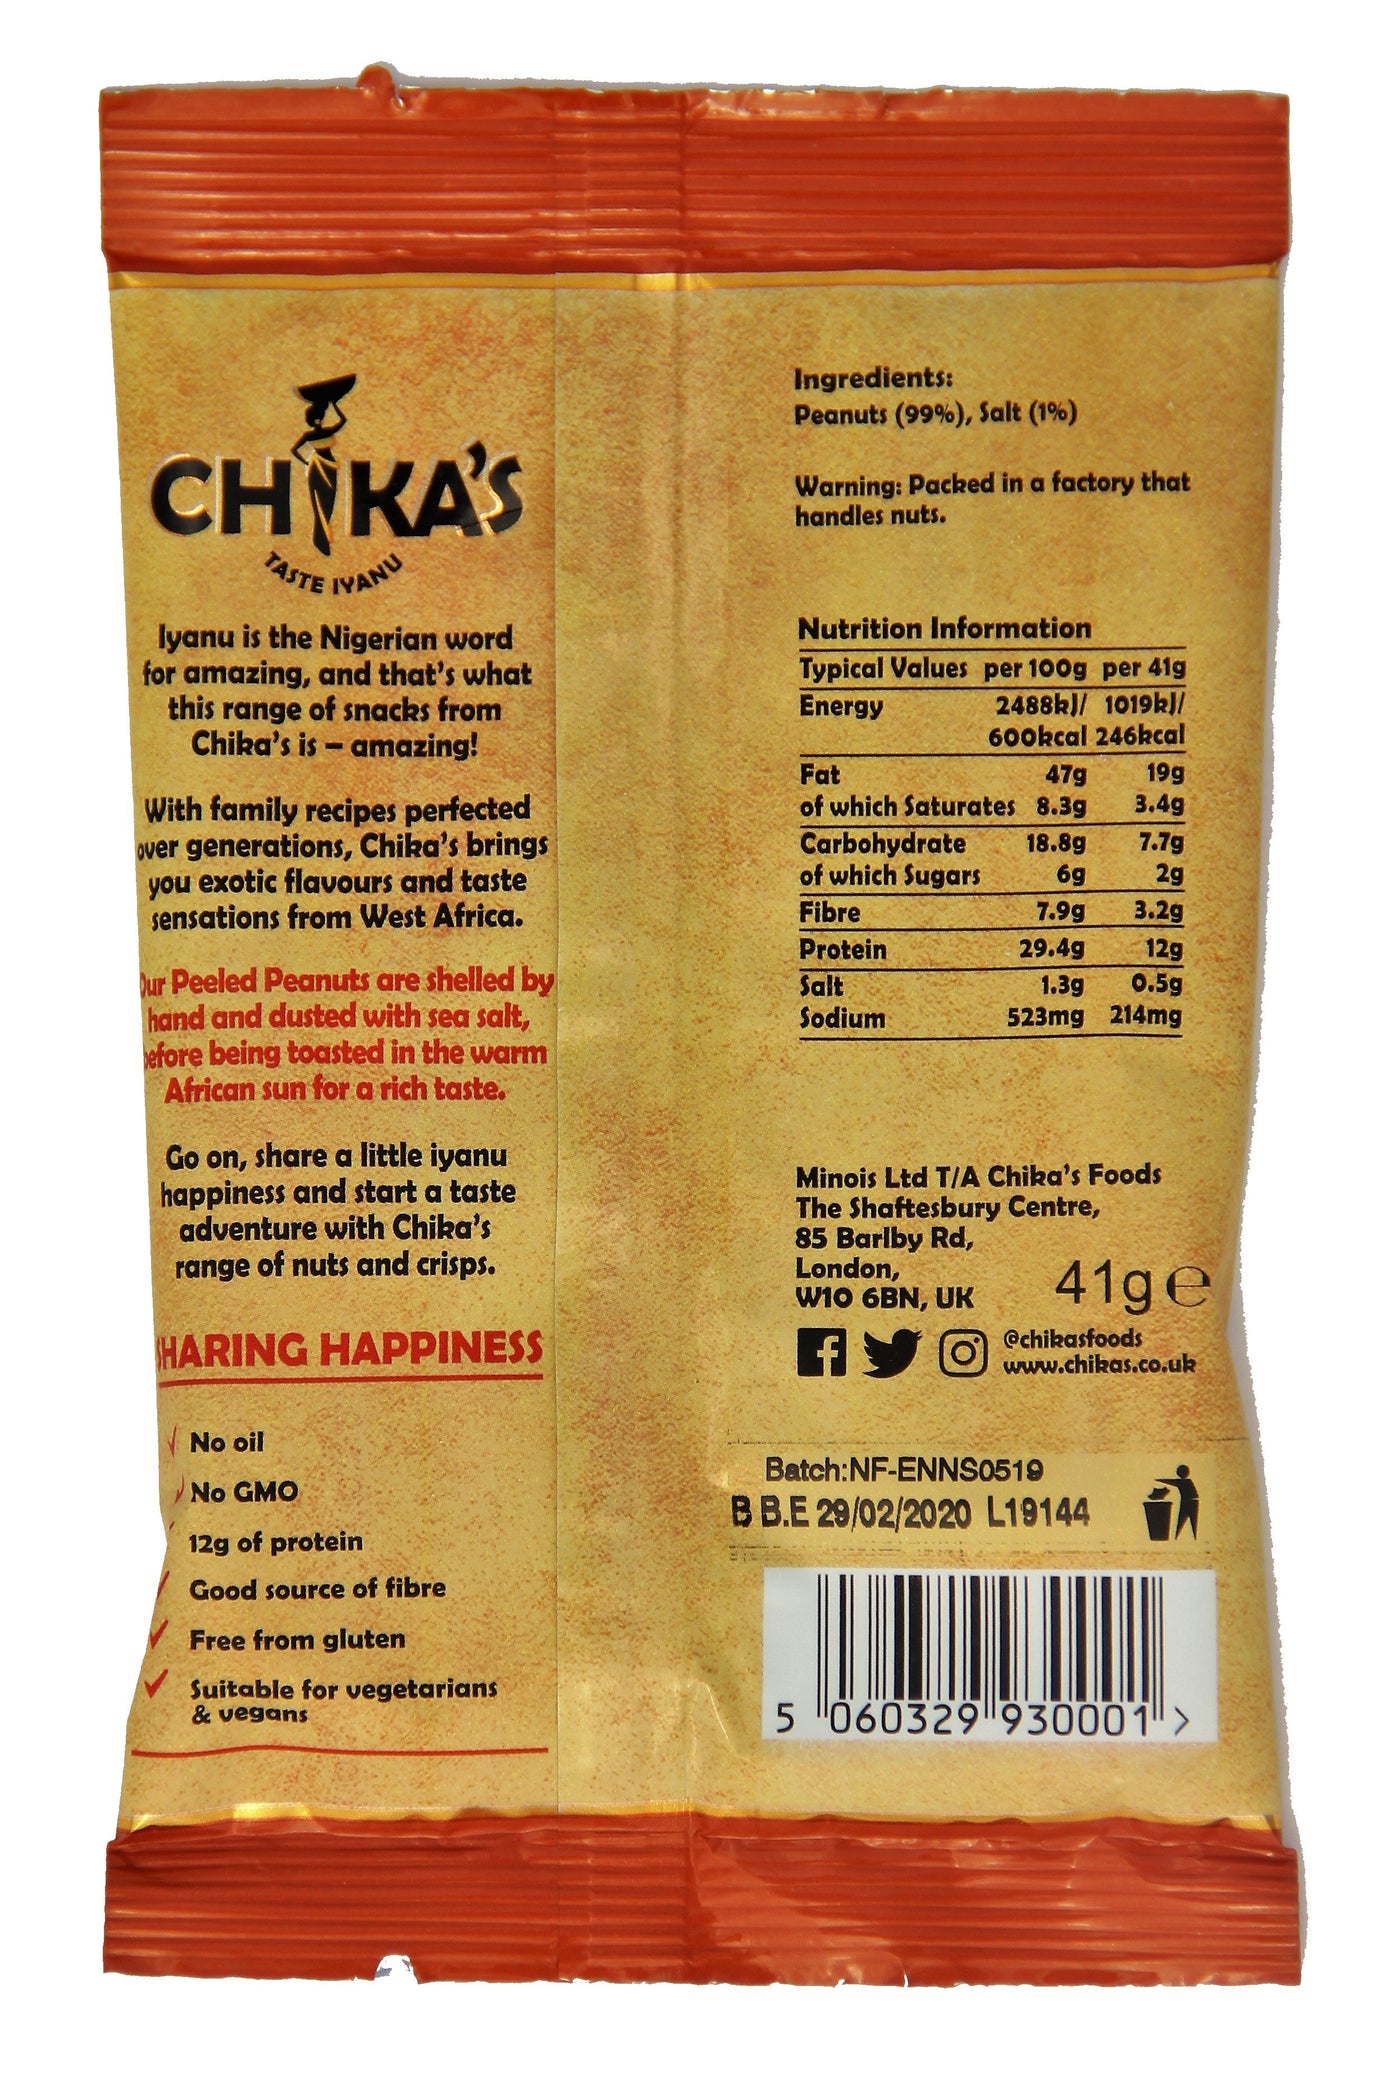 CHIKA'S
TASTE IYANU
Iyanu is the Nigerian word
for amazing, and that's what
this range of snacks from
Chika's is – amazing!
With family recipes perfected
over generations, Chika's brings
you exotic flavours and taste
sensations from West Africa.
Our Peeled Peanuts are shelled by
hand and dusted with sea salt,
before being toasted in the warm
African sun for a rich taste.
Go on, share a little iyanu
happiness and start a taste
adventure with Chika's
range of nuts and crisps.
SHARING HAPPINESS
No oil
No GMO
12g of protein
Good source of fibre
Free from gluten
Suitable for vegetarians
& vegans
Ingredients:
Peanuts (99%), Salt (1%)
Warning: Packed in a factory that
handles nuts.
Nutrition Information
Typical Values per 100g per 41g
Energy 2488kJ/ 1019kJ/
600kcal 246kcal
Fat 47g 19g
of which Saturates 8.3g 3.4g
Carbohydrate 18.8g 7.7g
of which Sugars 6g 2g
Fibre 7.9g 3.2g
Protein 29.4g 12g
Salt 1.3g 0.5g
Sodium 523mg 214mg
Minois Ltd T/A Chika's Foods
The Shaftesbury Centre,
85 Barlby Rd,
London,
W10 6BN, UK
41g e
@chikasfoods
www.chikas.co.uk
Batch:NF-ENNS0519
B B.E 29/02/2020 L19144
5 060329 930001 >